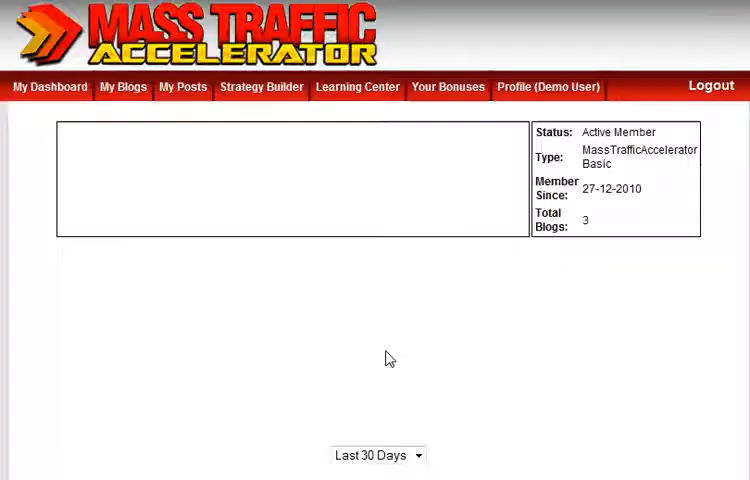 MASS TRAFFIC
ACCELERATOR
My Dashboard My Blogs My Posts Strategy Builder Learning Center Your Bonuses Profile (Demo User) Logout
Status: Active Member
Type: MassTrafficAccelerator
Basic
Member
Since: 27-12-2010
Total
Blogs: 3
Last 30 Days